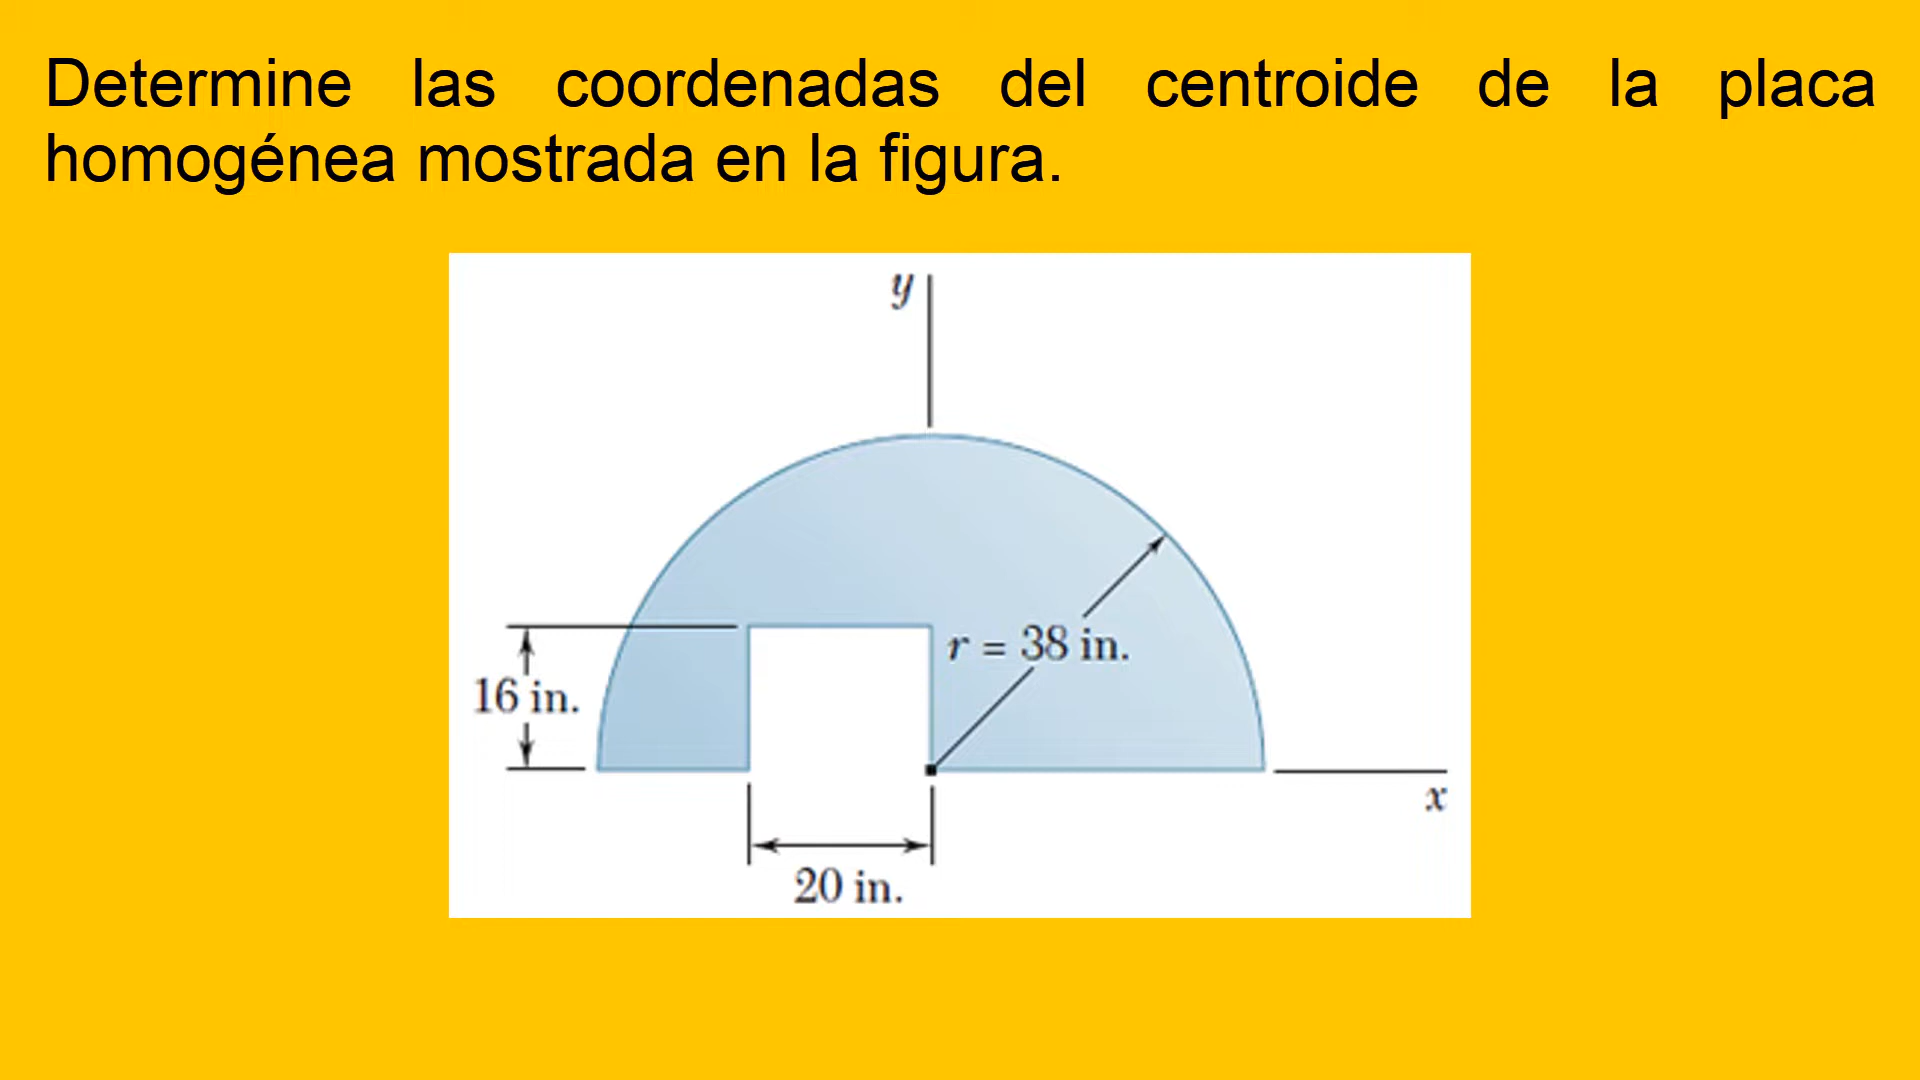 Determine las coordenadas del centroide de la placa
homogénea mostrada en la figura.
y
r = 38 in.
16 in.
x
20 in.